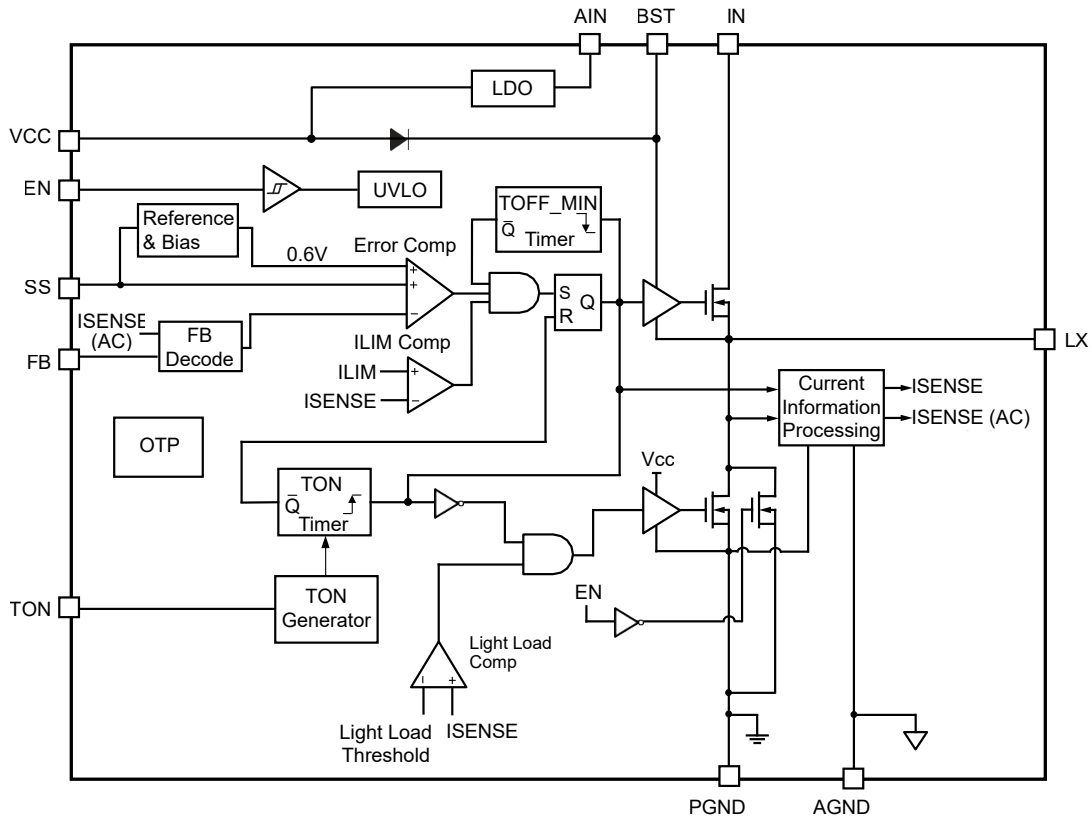 AIN
BST
IN
LDO
VCC
EN
UVLO
TOFF_MIN
Q̅
Timer
Reference
& Bias
0.6V
Error Comp
+
+
−
SS
S
R
Q
ISENSE
(AC)
FB
Decode
FB
ILIM Comp
ILIM
+
ISENSE
−
LX
Current
Information
Processing
ISENSE
ISENSE (AC)
OTP
TON
Q̅
Timer
Vcc
TON
TON
Generator
EN
Light Load
Comp
−
+
Light Load
Threshold
ISENSE
PGND
AGND